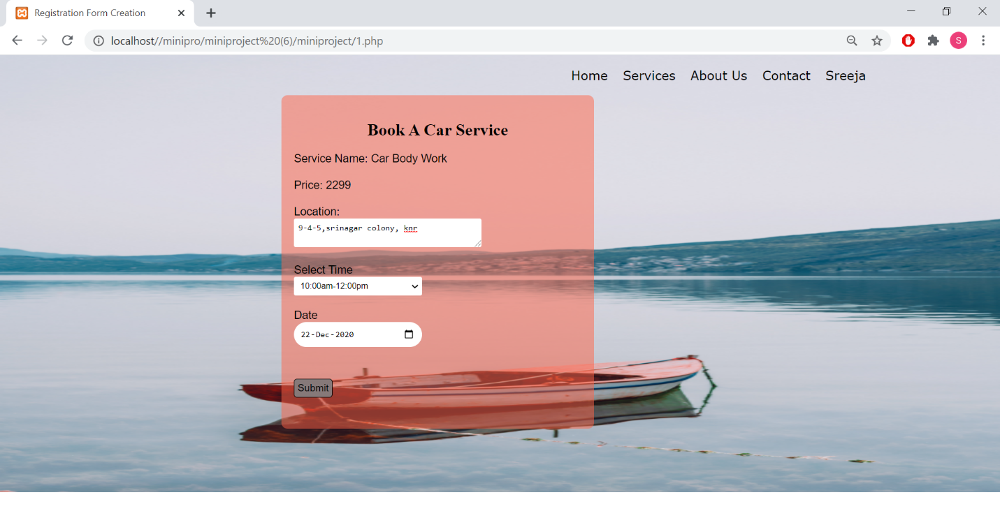 Registration Form Creation
localhost//minipro/miniproject%20(6)/miniproject/1.php
S
Home Services About Us Contact Sreeja
Book A Car Service
Service Name: Car Body Work
Price: 2299
Location:
9-4-5,srinagar colony, knr
Select Time
10:00am-12:00pm
Date
22-Dec-2020
Submit